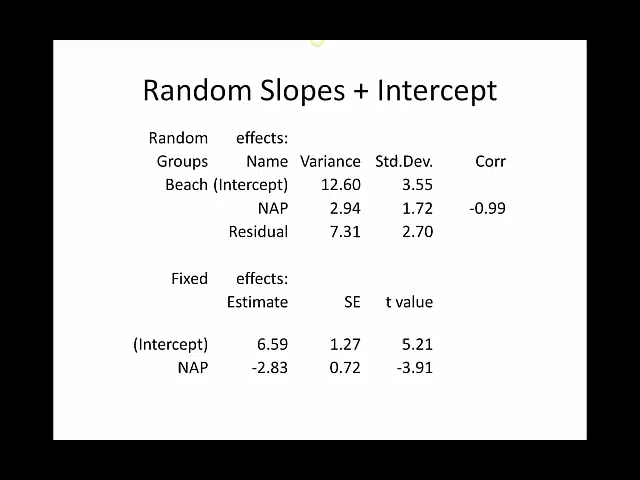 Random Slopes + Intercept
Random effects:
Groups Name Variance Std.Dev. Corr
Beach (Intercept) 12.60 3.55
NAP 2.94 1.72 -0.99
Residual 7.31 2.70
Fixed effects:
Estimate SE t value
(Intercept) 6.59 1.27 5.21
NAP -2.83 0.72 -3.91